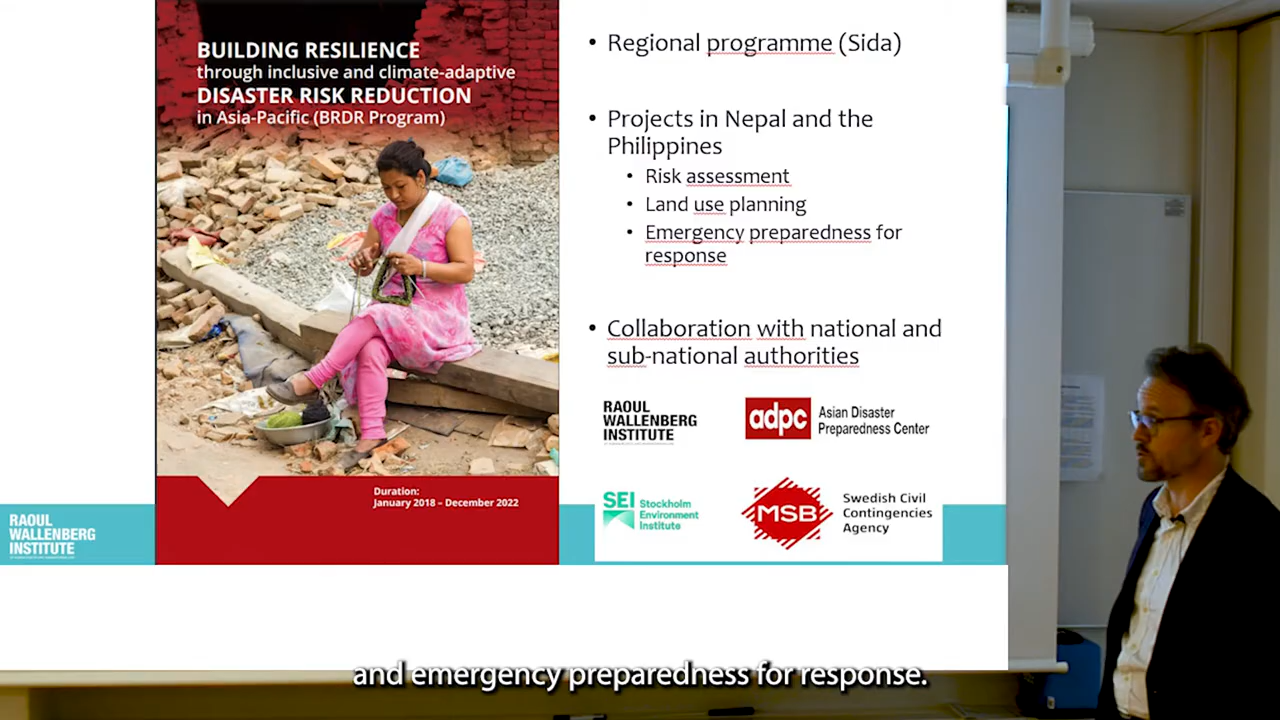 BUILDING RESILIENCE
through inclusive and climate-adaptive
DISASTER RISK REDUCTION
in Asia-Pacific (BRDR Program)
Duration:
January 2018 – December 2022
• Regional programme (Sida)
• Projects in Nepal and the
Philippines
• Risk assessment
• Land use planning
• Emergency preparedness for
response
• Collaboration with national and
sub-national authorities
RAOUL
WALLENBERG
INSTITUTE
adpc
Asian Disaster
Preparedness Center
SEI Stockholm
Environment
Institute
MSB
Swedish Civil
Contingencies
Agency
RAOUL
WALLENBERG
INSTITUTE
and emergency preparedness for response.